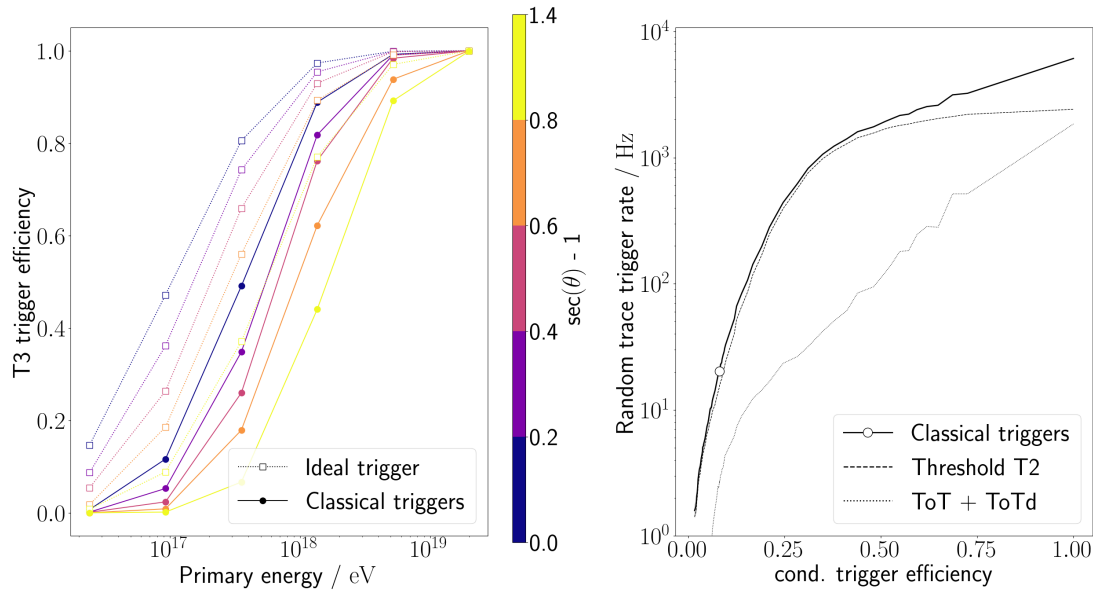 T3 trigger efficiency
1.0
0.8
0.6
0.4
0.2
0.0
10^17
10^18
10^19
Primary energy / eV
Ideal trigger
Classical triggers
1.4
0.8
0.6
0.4
0.2
0.0
sec(θ) - 1
Random trace trigger rate / Hz
10^4
10^3
10^2
10^1
10^0
0.00
0.25
0.50
0.75
1.00
cond. trigger efficiency
Classical triggers
Threshold T2
ToT + ToTd